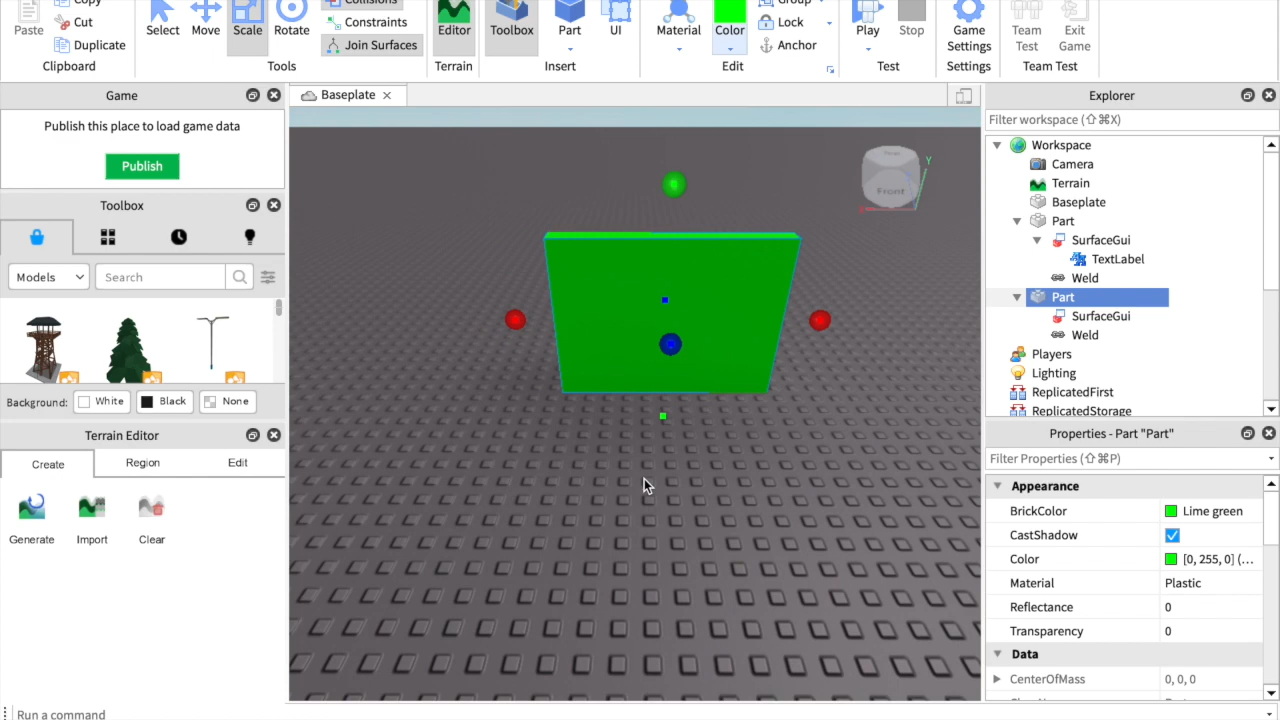 Copy
Collisions
Group
Paste
Cut
Duplicate
Clipboard
Select
Move
Scale
Rotate
Constraints
Join Surfaces
Tools
Editor
Terrain
Toolbox
Part
UI
Insert
Material
Color
Lock
Anchor
Edit
Play
Stop
Test
Game
Settings
Settings
Team
Test
Exit
Game
Team Test
Game
Publish this place to load game data
Publish
Toolbox
Models
Search
Background:
White
Black
None
Terrain Editor
Create
Region
Edit
Generate
Import
Clear
Baseplate
Front
Y
Explorer
Filter workspace (⇧⌘X)
Workspace
Camera
Terrain
Baseplate
Part
SurfaceGui
TextLabel
Weld
Part
SurfaceGui
Weld
Players
Lighting
ReplicatedFirst
ReplicatedStorage
Properties - Part "Part"
Filter Properties (⇧⌘P)
Appearance
BrickColor Lime green
CastShadow
Color [0, 255, 0] (...
Material Plastic
Reflectance 0
Transparency 0
Data
CenterOfMass 0, 0, 0
Run a command